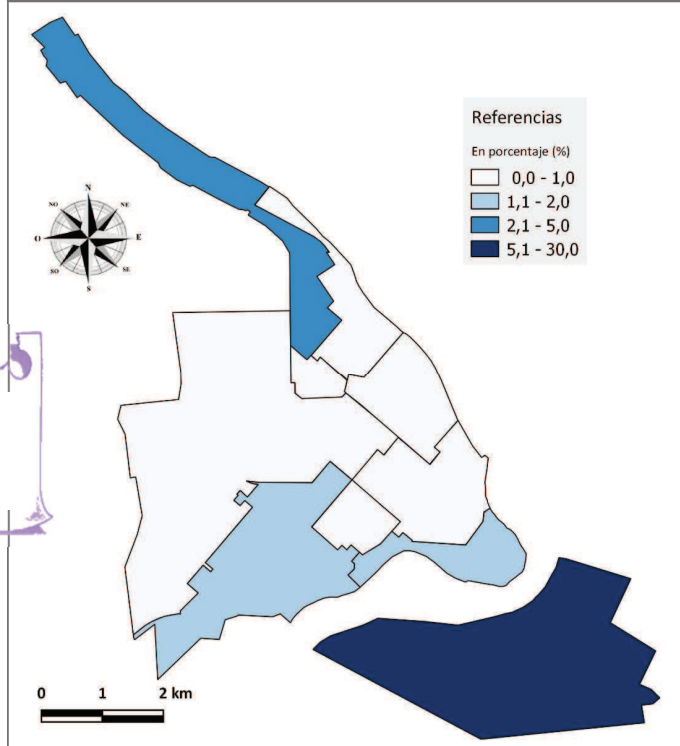 Referencias
En porcentaje (%)
0,0 - 1,0
1,1 - 2,0
2,1 - 5,0
5,1 - 30,0
N
NO NE
O E
SO SE
S
0 1 2 km